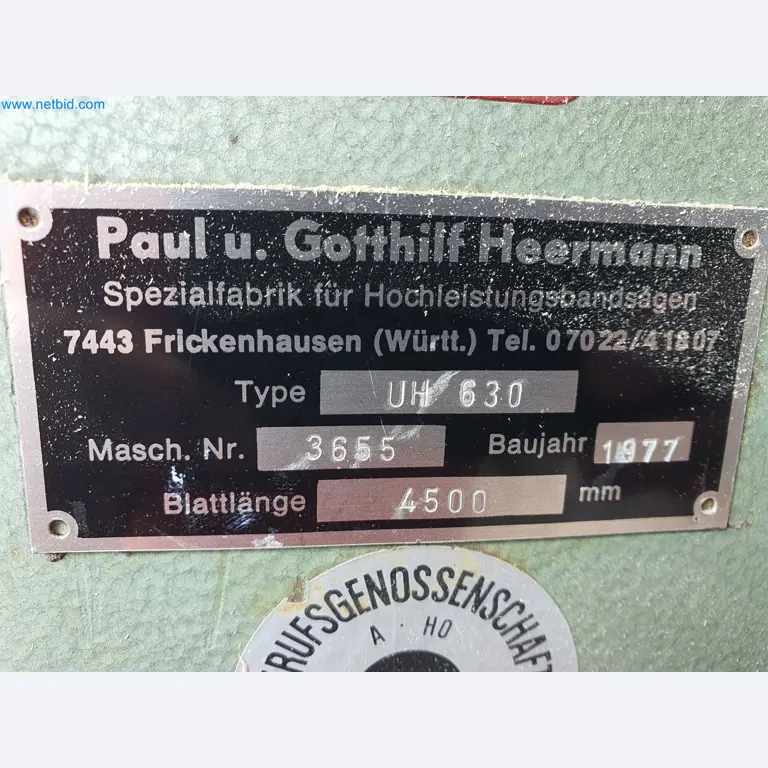 www.netbid.com
Paul u. Gotthilf Heermann
Spezialfabrik für Hochleistungsbandsägen
7443 Frickenhausen (Württ.) Tel. 07022/41807
Type UH 630
Masch. Nr. 3655 Baujahr 1977
Blattlänge 4500 mm
RUFSGENOSSENSCHAFT
A · HO